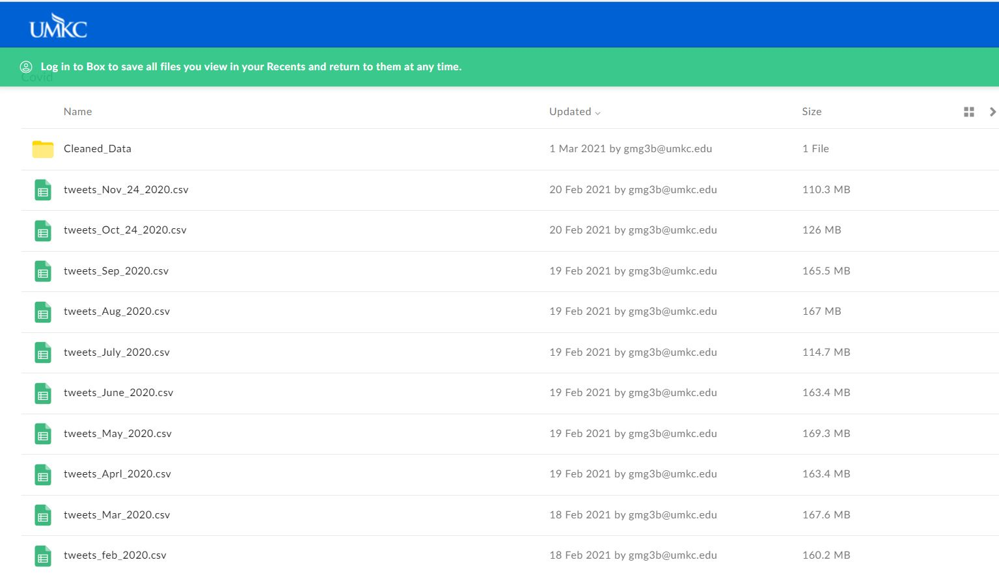 UMKC
Log in to Box to save all files you view in your Recents and return to them at any time.
Covid
Name Updated Size
Cleaned_Data 1 Mar 2021 by gmg3b@umkc.edu 1 File
tweets_Nov_24_2020.csv 20 Feb 2021 by gmg3b@umkc.edu 110.3 MB
tweets_Oct_24_2020.csv 20 Feb 2021 by gmg3b@umkc.edu 126 MB
tweets_Sep_2020.csv 19 Feb 2021 by gmg3b@umkc.edu 165.5 MB
tweets_Aug_2020.csv 19 Feb 2021 by gmg3b@umkc.edu 167 MB
tweets_July_2020.csv 19 Feb 2021 by gmg3b@umkc.edu 114.7 MB
tweets_June_2020.csv 19 Feb 2021 by gmg3b@umkc.edu 163.4 MB
tweets_May_2020.csv 19 Feb 2021 by gmg3b@umkc.edu 169.3 MB
tweets_Aprl_2020.csv 19 Feb 2021 by gmg3b@umkc.edu 163.4 MB
tweets_Mar_2020.csv 18 Feb 2021 by gmg3b@umkc.edu 167.6 MB
tweets_feb_2020.csv 18 Feb 2021 by gmg3b@umkc.edu 160.2 MB